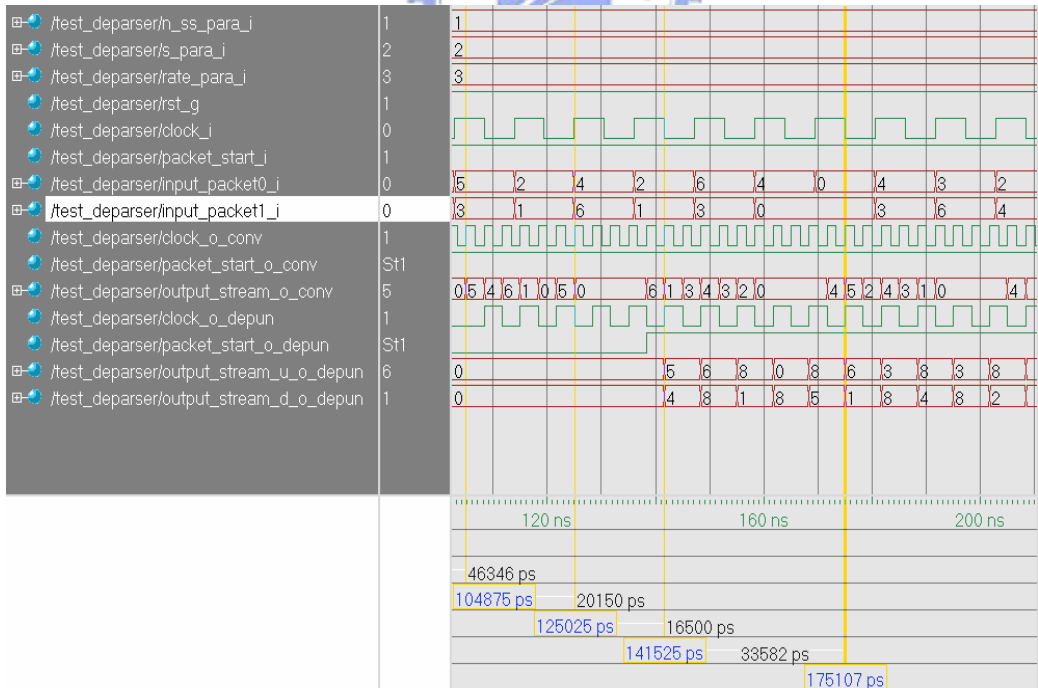 /test_deparser/n_ss_para_i 1 1
/test_deparser/s_para_i 2 2
/test_deparser/rate_para_i 3 3
/test_deparser/rst_g 1
/test_deparser/clock_i 0
/test_deparser/packet_start_i 1
/test_deparser/input_packet0_i 0 5 2 4 2 6 4 0 4 3 2
/test_deparser/input_packet1_i 0 3 1 6 1 3 0 3 6 4
/test_deparser/clock_o_conv 1
/test_deparser/packet_start_o_conv St1
/test_deparser/output_stream_o_conv 5 0 5 4 6 1 0 5 0 6 1 3 4 3 2 0 4 5 2 4 3 1 0 4
/test_deparser/clock_o_depun 1
/test_deparser/packet_start_o_depun St1
/test_deparser/output_stream_u_o_depun 6 0 5 6 8 0 8 6 3 8 3 8
/test_deparser/output_stream_d_o_depun 1 0 4 8 1 8 5 1 8 4 8 2
120 ns 160 ns 200 ns
46346 ps
104875 ps 20150 ps
125025 ps 16500 ps
141525 ps 33582 ps
175107 ps